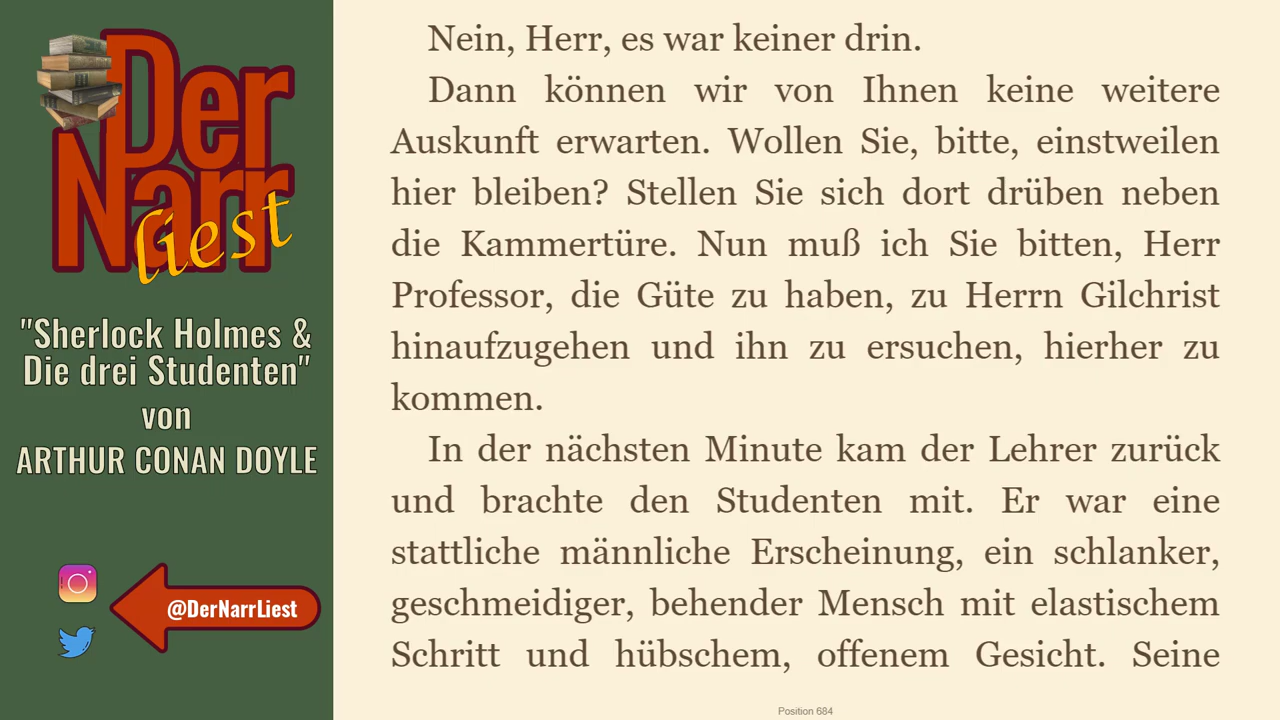 Der
Narr
liest
"Sherlock Holmes &
Die drei Studenten"
von
ARTHUR CONAN DOYLE
@DerNarrLiest
Nein, Herr, es war keiner drin.
Dann können wir von Ihnen keine weitere
Auskunft erwarten. Wollen Sie, bitte, einstweilen
hier bleiben? Stellen Sie sich dort drüben neben
die Kammertüre. Nun muß ich Sie bitten, Herr
Professor, die Güte zu haben, zu Herrn Gilchrist
hinaufzugehen und ihn zu ersuchen, hierher zu
kommen.
In der nächsten Minute kam der Lehrer zurück
und brachte den Studenten mit. Er war eine
stattliche männliche Erscheinung, ein schlanker,
geschmeidiger, behender Mensch mit elastischem
Schritt und hübschem, offenem Gesicht. Seine
Position 684